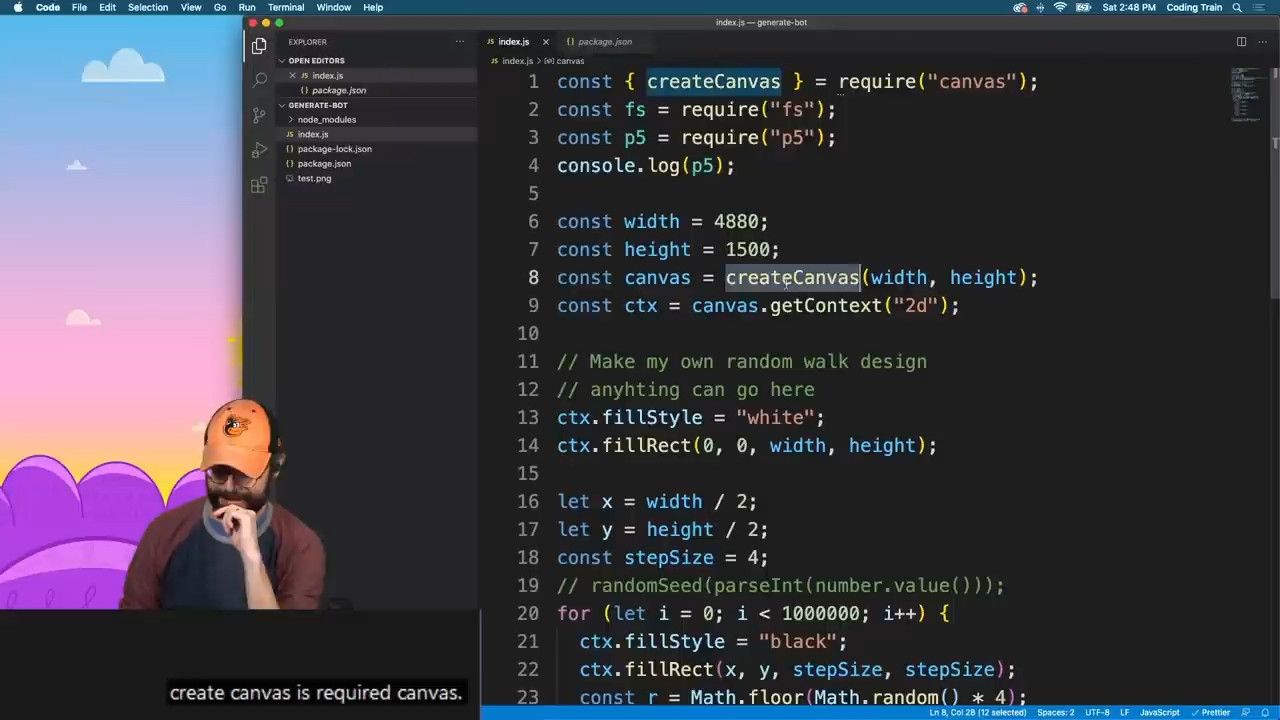 Code File Edit Selection View Go Run Terminal Window Help Sat 2:48 PM Coding Train
index.js — generate-bot
EXPLORER
OPEN EDITORS
index.js
package.json
GENERATE-BOT
node_modules
index.js
package-lock.json
package.json
test.png
index.js package.json
index.js > canvas
1 const { createCanvas } = require("canvas");
2 const fs = require("fs");
3 const p5 = require("p5");
4 console.log(p5);
5
6 const width = 4880;
7 const height = 1500;
8 const canvas = createCanvas(width, height);
9 const ctx = canvas.getContext("2d");
10
11 // Make my own random walk design
12 // anyhting can go here
13 ctx.fillStyle = "white";
14 ctx.fillRect(0, 0, width, height);
15
16 let x = width / 2;
17 let y = height / 2;
18 const stepSize = 4;
19 // randomSeed(parseInt(number.value()));
20 for (let i = 0; i < 1000000; i++) {
21 ctx.fillStyle = "black";
22 ctx.fillRect(x, y, stepSize, stepSize);
23 const r = Math.floor(Math.random() * 4);
create canvas is required canvas.
Ln 8, Col 28 (12 selected) Spaces: 2 UTF-8 LF JavaScript Prettier